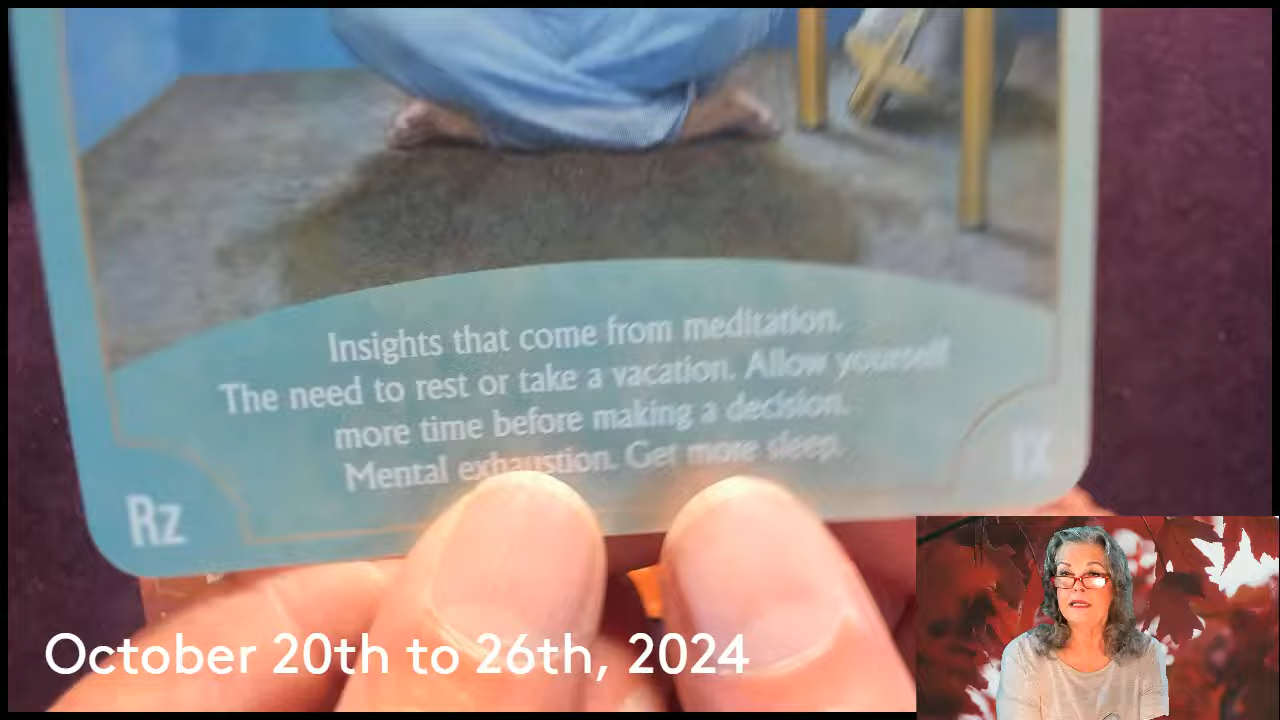 Insights that come from meditation.
The need to rest or take a vacation. Allow yourself
more time before making a decision.
Mental exhaustion. Get more sleep.
Rz
IX
October 20th to 26th, 2024